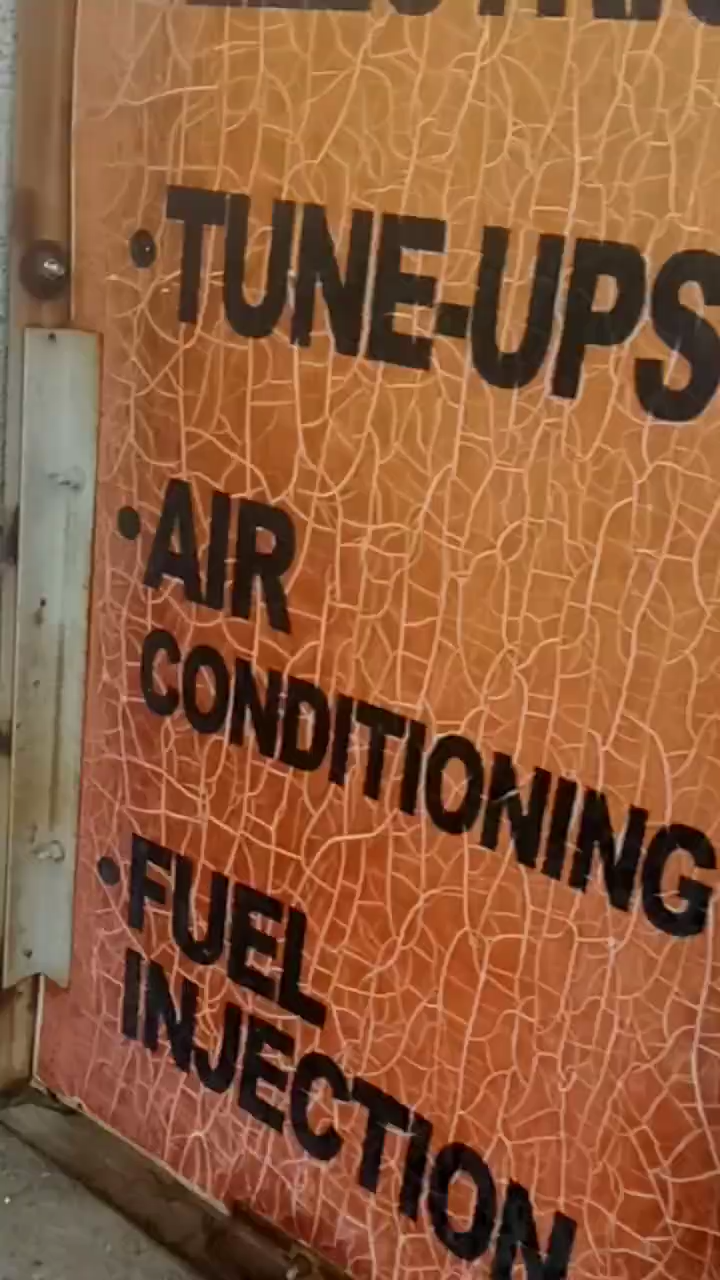 • TUNE-UPS
• AIR
CONDITIONING
• FUEL
INJECTION